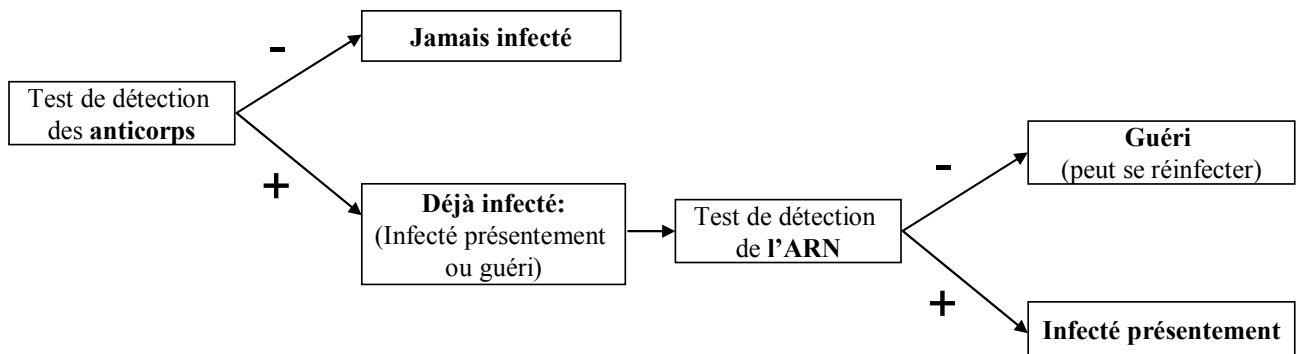 -
Jamais infecté
Test de détection
des anticorps
+
Déjà infecté:
(Infecté présentement
ou guéri)
Test de détection
de l’ARN
-
Guéri
(peut se réinfecter)
+
Infecté présentement